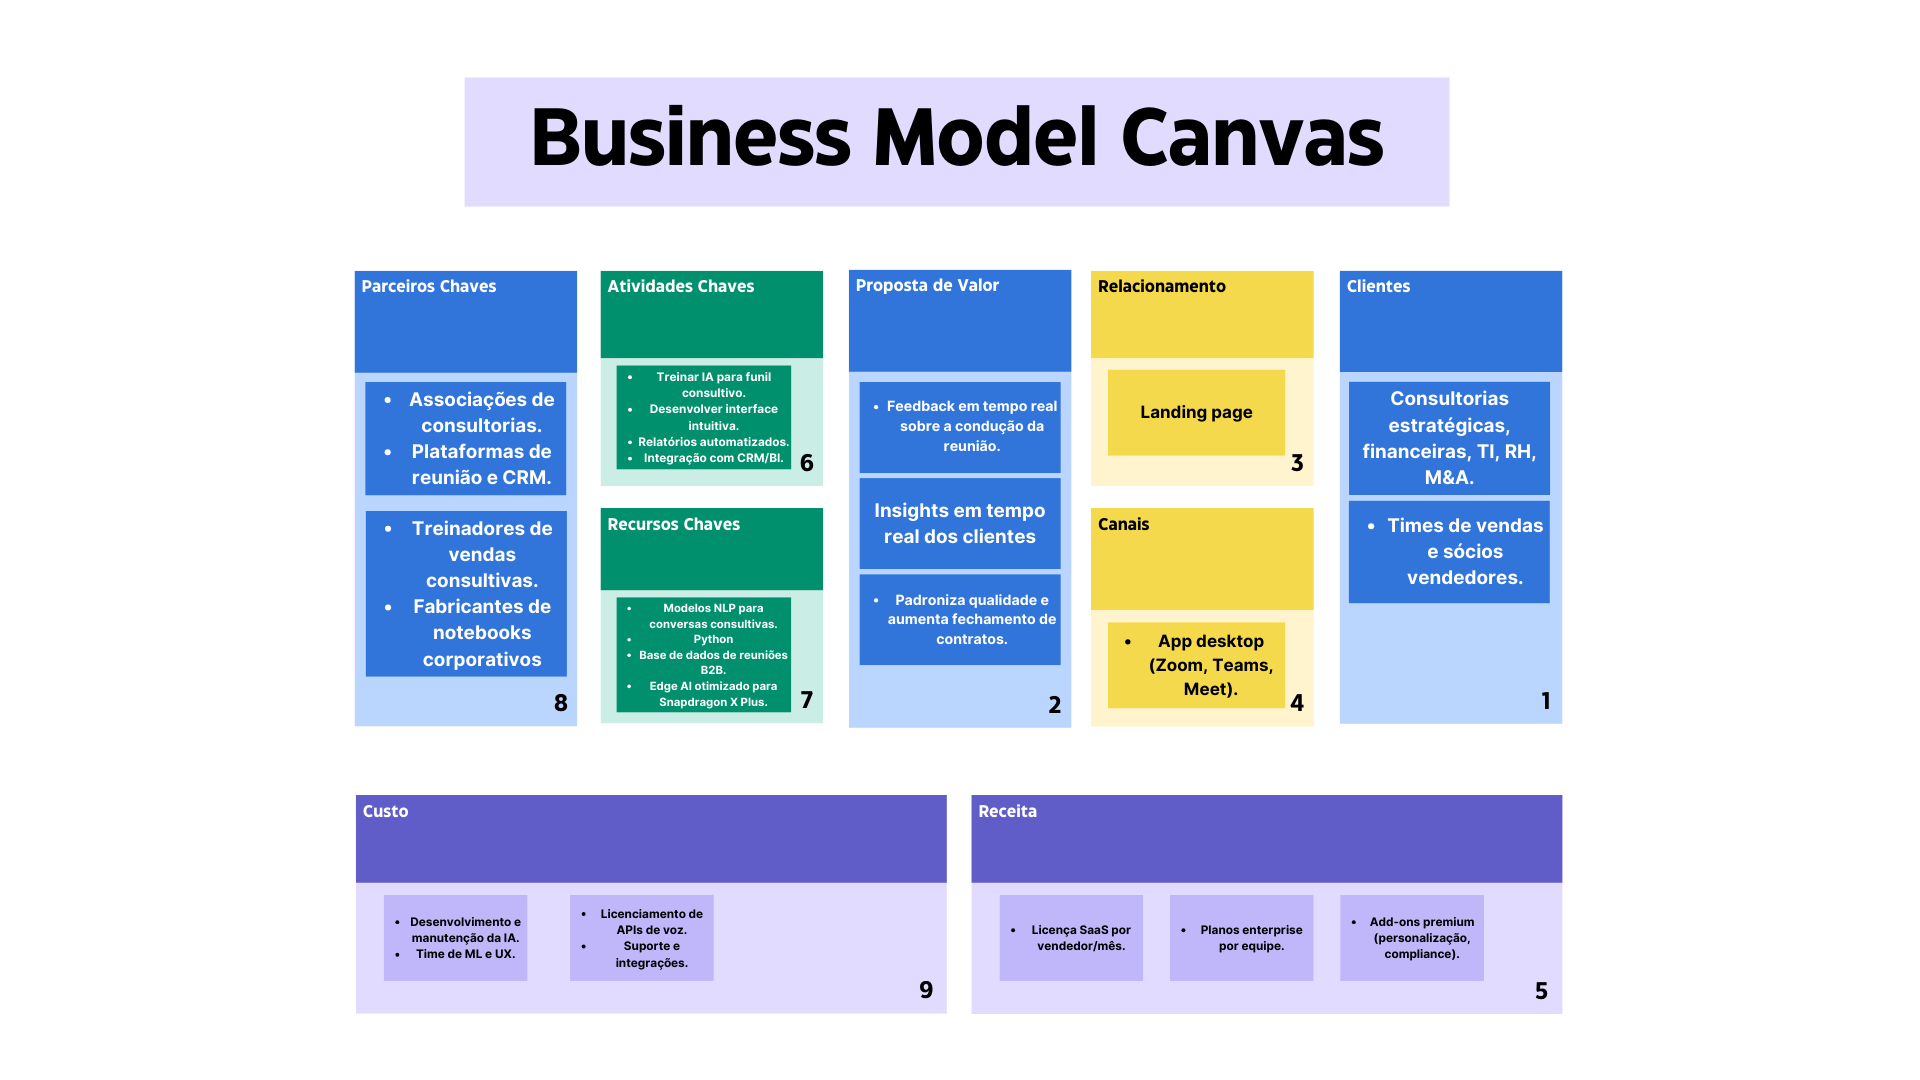 Business Model Canvas
Parceiros Chaves
• Associações de
consultorias.
• Plataformas de
reunião e CRM.
• Treinadores de
vendas
consultivas.
• Fabricantes de
notebooks
corporativos
8
Atividades Chaves
• Treinar IA para funil
consultivo.
• Desenvolver interface
intuitiva.
• Relatórios automatizados.
• Integração com CRM/BI.
6
Recursos Chaves
• Modelos NLP para
conversas consultivas.
• Python
• Base de dados de reuniões
B2B.
• Edge AI otimizado para
Snapdragon X Plus.
7
Proposta de Valor
• Feedback em tempo real
sobre a condução da
reunião.
Insights em tempo
real dos clientes
• Padroniza qualidade e
aumenta fechamento de
contratos.
2
Relacionamento
Landing page
3
Canais
• App desktop
(Zoom, Teams,
Meet).
4
Clientes
Consultorias
estratégicas,
financeiras, TI, RH,
M&A.
• Times de vendas
e sócios
vendedores.
1
Custo
• Desenvolvimento e
manutenção da IA.
• Time de ML e UX.
• Licenciamento de
APIs de voz.
• Suporte e
integrações.
9
Receita
• Licença SaaS por
vendedor/mês.
• Planos enterprise
por equipe.
• Add-ons premium
(personalização,
compliance).
5